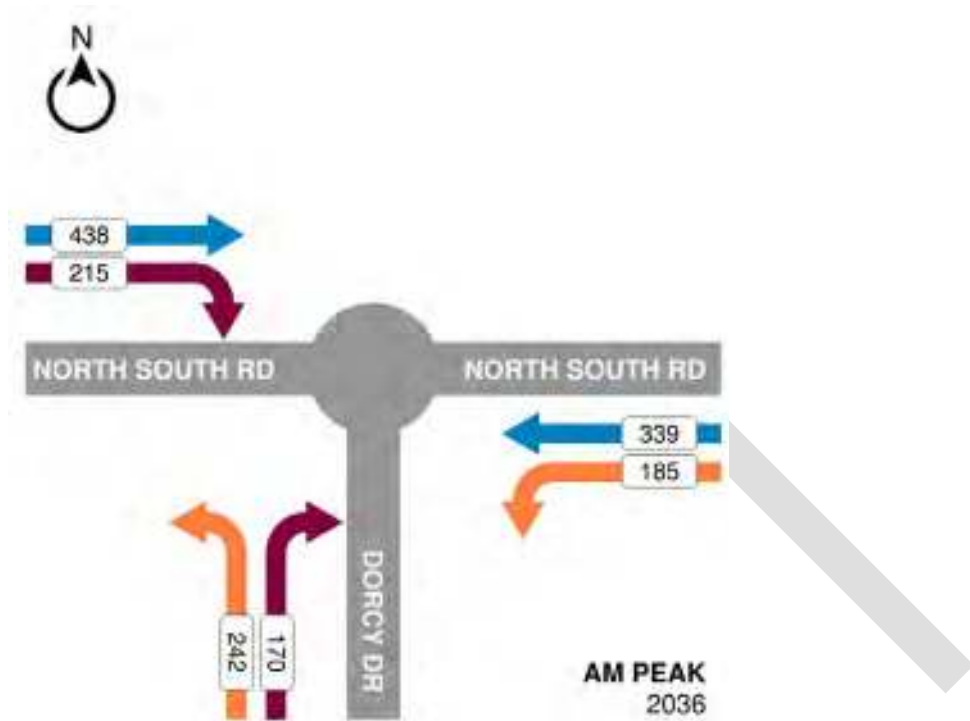 N
438
215
NORTH SOUTH RD
NORTH SOUTH RD
339
185
242
170
DORCY DR
AM PEAK
2036